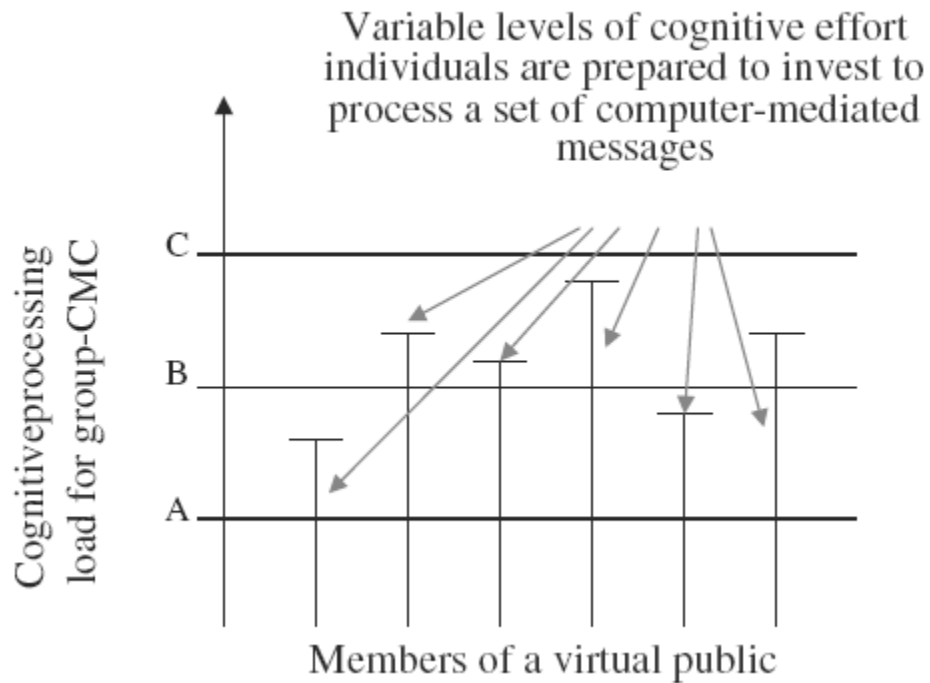 Variable levels of cognitive effort
individuals are prepared to invest to
process a set of computer-mediated
messages
C
B
A
Cognitiveprocessing
load for group-CMC
Members of a virtual public